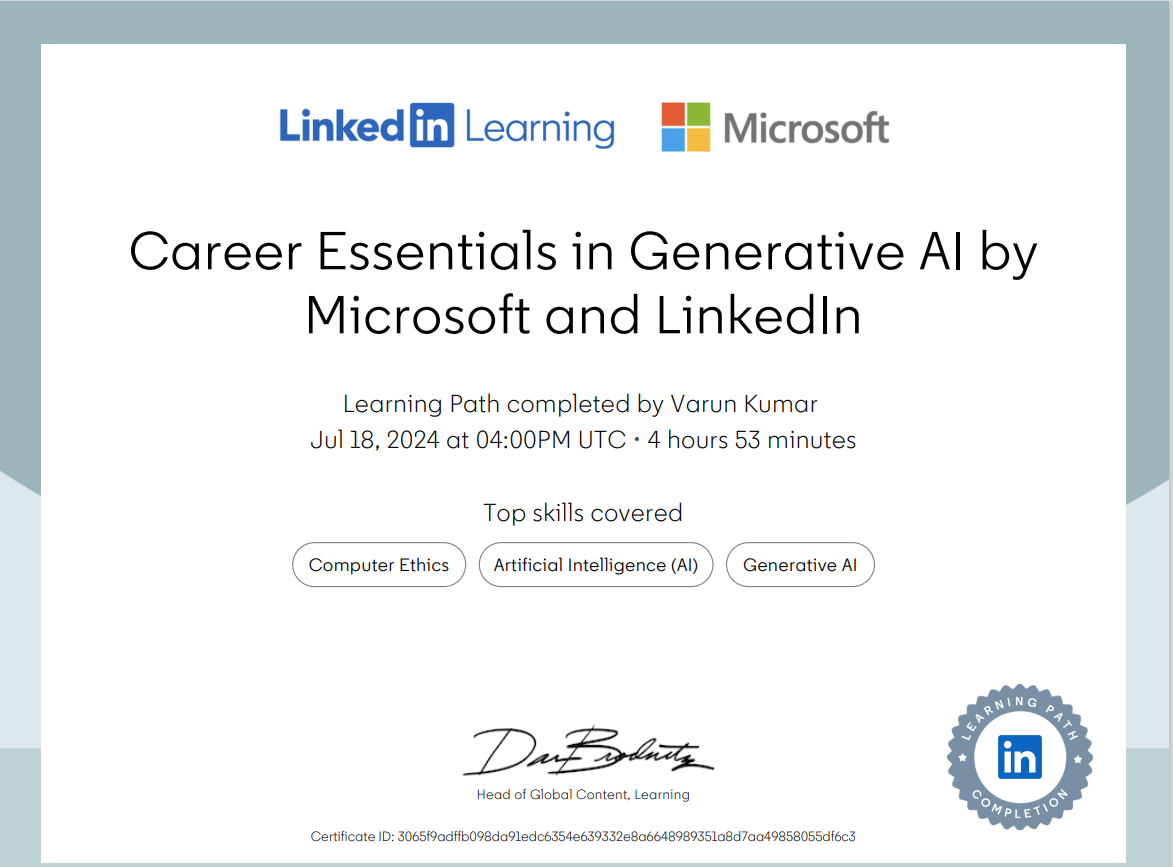 Linked in Learning Microsoft
Career Essentials in Generative AI by
Microsoft and LinkedIn
Learning Path completed by Varun Kumar
Jul 18, 2024 at 04:00PM UTC • 4 hours 53 minutes
Top skills covered
Computer Ethics Artificial Intelligence (AI) Generative AI
Dan Brodnitz
Head of Global Content, Learning
Certificate ID: 3065f9adffb098da91edc6354e639332e8a6648989351a8d7aa49858055df6c3
LEARNING PATH
in
COMPLETION